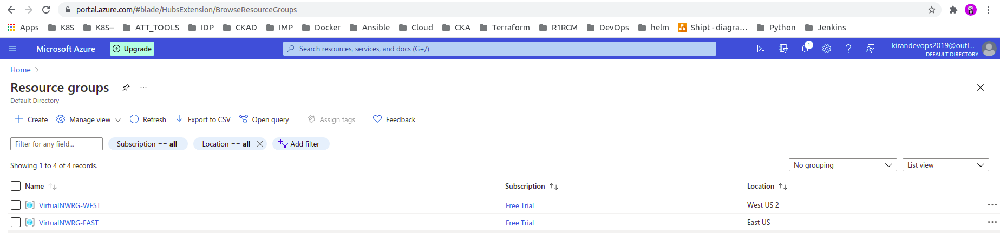 portal.azure.com/#blade/HubsExtension/BrowseResourceGroups
Apps K8S K8S-- ATT_TOOLS IDP CKAD IMP Docker Ansible Cloud CKA Terraform R1RCM DevOps helm Shipt - diagra... Python Jenkins
Microsoft Azure Upgrade Search resources, services, and docs (G+/) 1 kirandevops2019@outl...
DEFAULT DIRECTORY
Home
Resource groups ...
Default Directory
Create Manage view Refresh Export to CSV Open query Assign tags Feedback
Filter for any field... Subscription == all Location == all Add filter
Showing 1 to 4 of 4 records. No grouping List view
Name Subscription Location
VirtualNWRG-WEST Free Trial West US 2
VirtualNWRG-EAST Free Trial East US